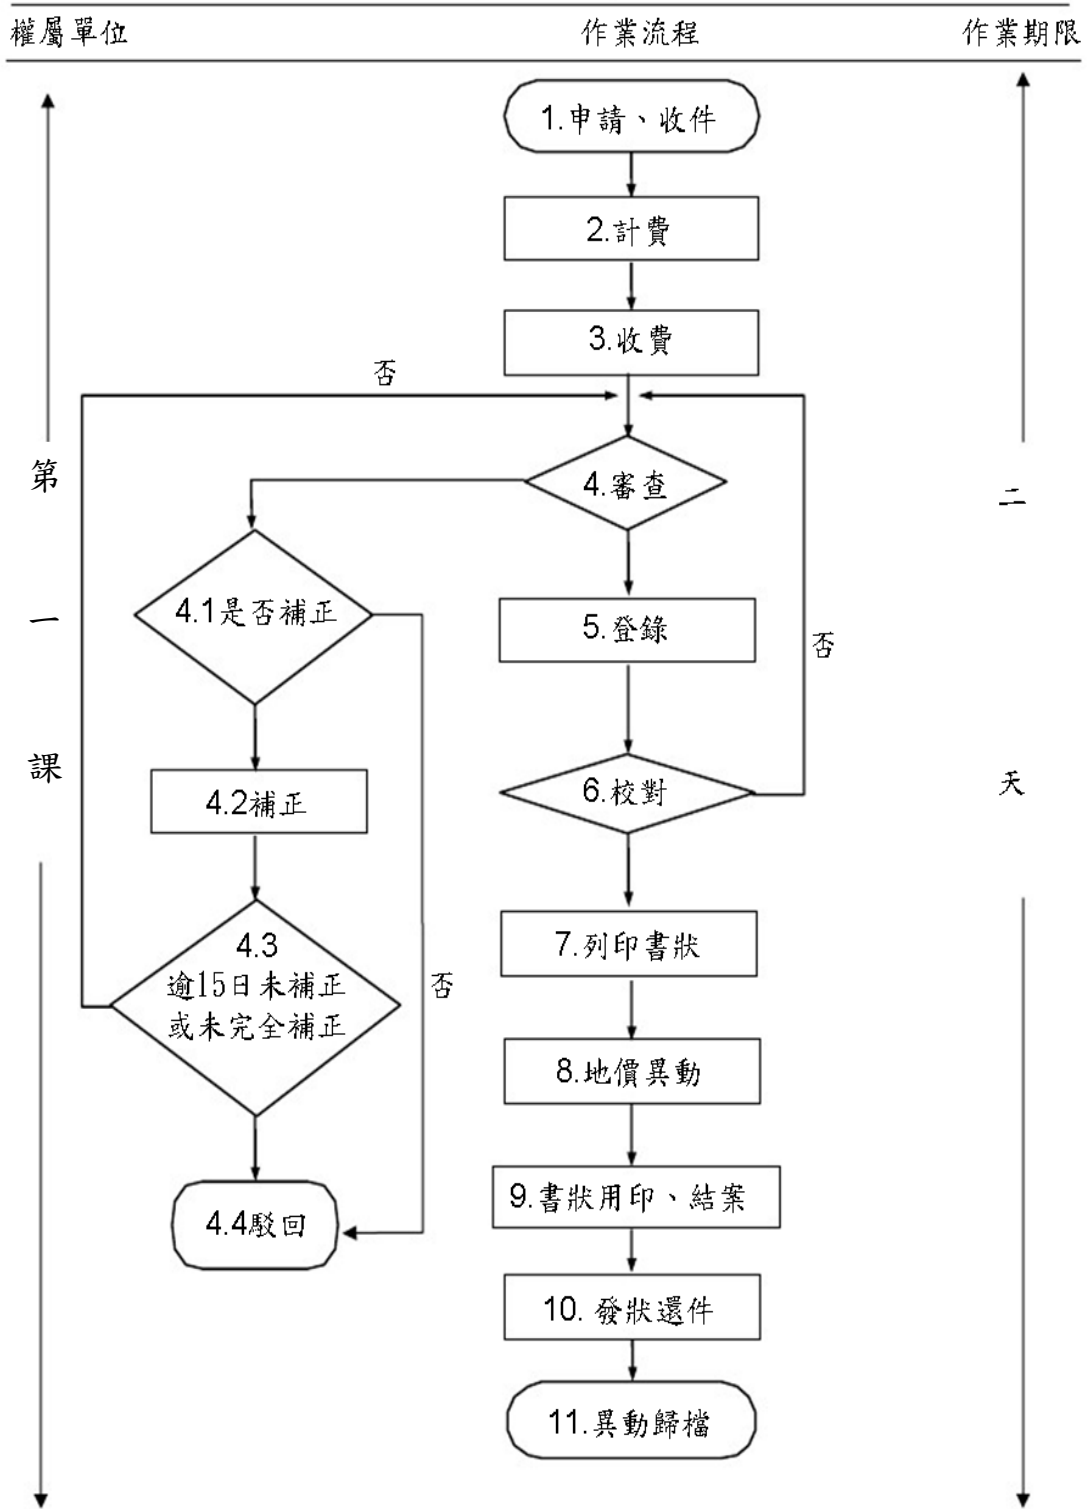 權屬單位 作業流程 作業期限
1.申請、收件
2.計費
3.收費
否
4.審查
第
二
4.1是否補正
一
5.登錄
否
課
4.2補正
6.校對
天
4.3
逾15日未補正
或未完全補正
否
7.列印書狀
8.地價異動
9.書狀用印、結案
4.4駁回
10. 發狀還件
11.異動歸檔